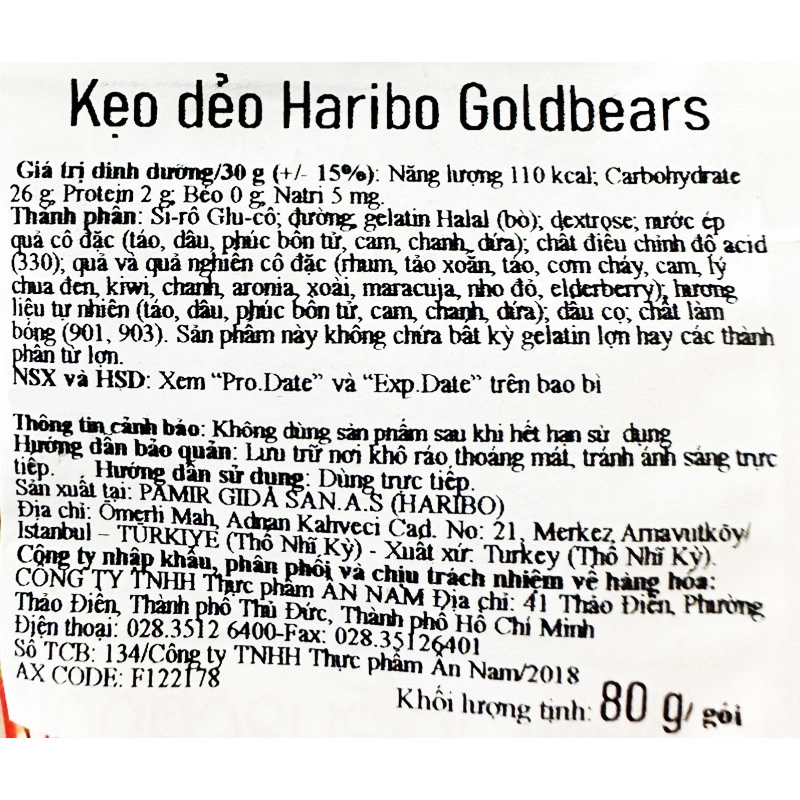 Kẹo dẻo Haribo Goldbears
Giá trị dinh dưỡng/30 g (+/- 15%): Năng lượng 110 kcal; Carbohydrate
26 g; Protein 2 g; Béo 0 g; Natri 5 mg.
Thành phần: Si-rô Glu-cô; đường, gelatin Halal (bò); dextrose; nước ép
quả cô đặc (táo, dâu, phúc bồn tử, cam, chanh, dứa); chất điều chỉnh độ acid
(330); quả và quả nghiền cô đặc (rhum, tảo xoăn, táo, cơm cháy, cam, lý
chua đen, kiwi, chanh, aronia, xoài, maracuja, nho đỏ, elderberry); hương
liệu tự nhiên (táo, dâu, phúc bồn tử, cam, chanh, dứa); dầu cọ; chất làm
bóng (901, 903). Sản phẩm này không chứa bất kỳ gelatin lợn hay các thành
phần từ lợn.
NSX và HSD: Xem "Pro.Date" và "Exp.Date" trên bao bì
Thông tin cảnh báo: Không dùng sản phẩm sau khi hết hạn sử dụng
Hướng dẫn bảo quản: Lưu trữ nơi khô ráo thoáng mát, tránh ánh sáng trực
tiếp. Hướng dẫn sử dụng: Dùng trực tiếp.
Sản xuất tại: PAMIR GIDA SAN.A.S (HARIBO)
Địa chỉ: Ömerli Mah, Adnan Kahveci Cad. No: 21, Merkez, Arnavutköy/
Istanbul – TÜRKIYE (Thổ Nhĩ Kỳ) - Xuất xứ: Turkey (Thổ Nhĩ Kỳ).
Công ty nhập khẩu, phân phối và chịu trách nhiệm về hàng hóa:
CÔNG TY TNHH Thực phẩm ÂN NAM Địa chỉ: 41 Thảo Điền, Phường
Thảo Điền, Thành phố Thủ Đức, Thành phố Hồ Chí Minh
Điện thoại: 028.3512 6400-Fax: 028.35126401
Số TCB: 134/Công ty TNHH Thực phẩm Ân Nam/2018
AX CODE: F122178
Khối lượng tịnh: 80 g/ gói